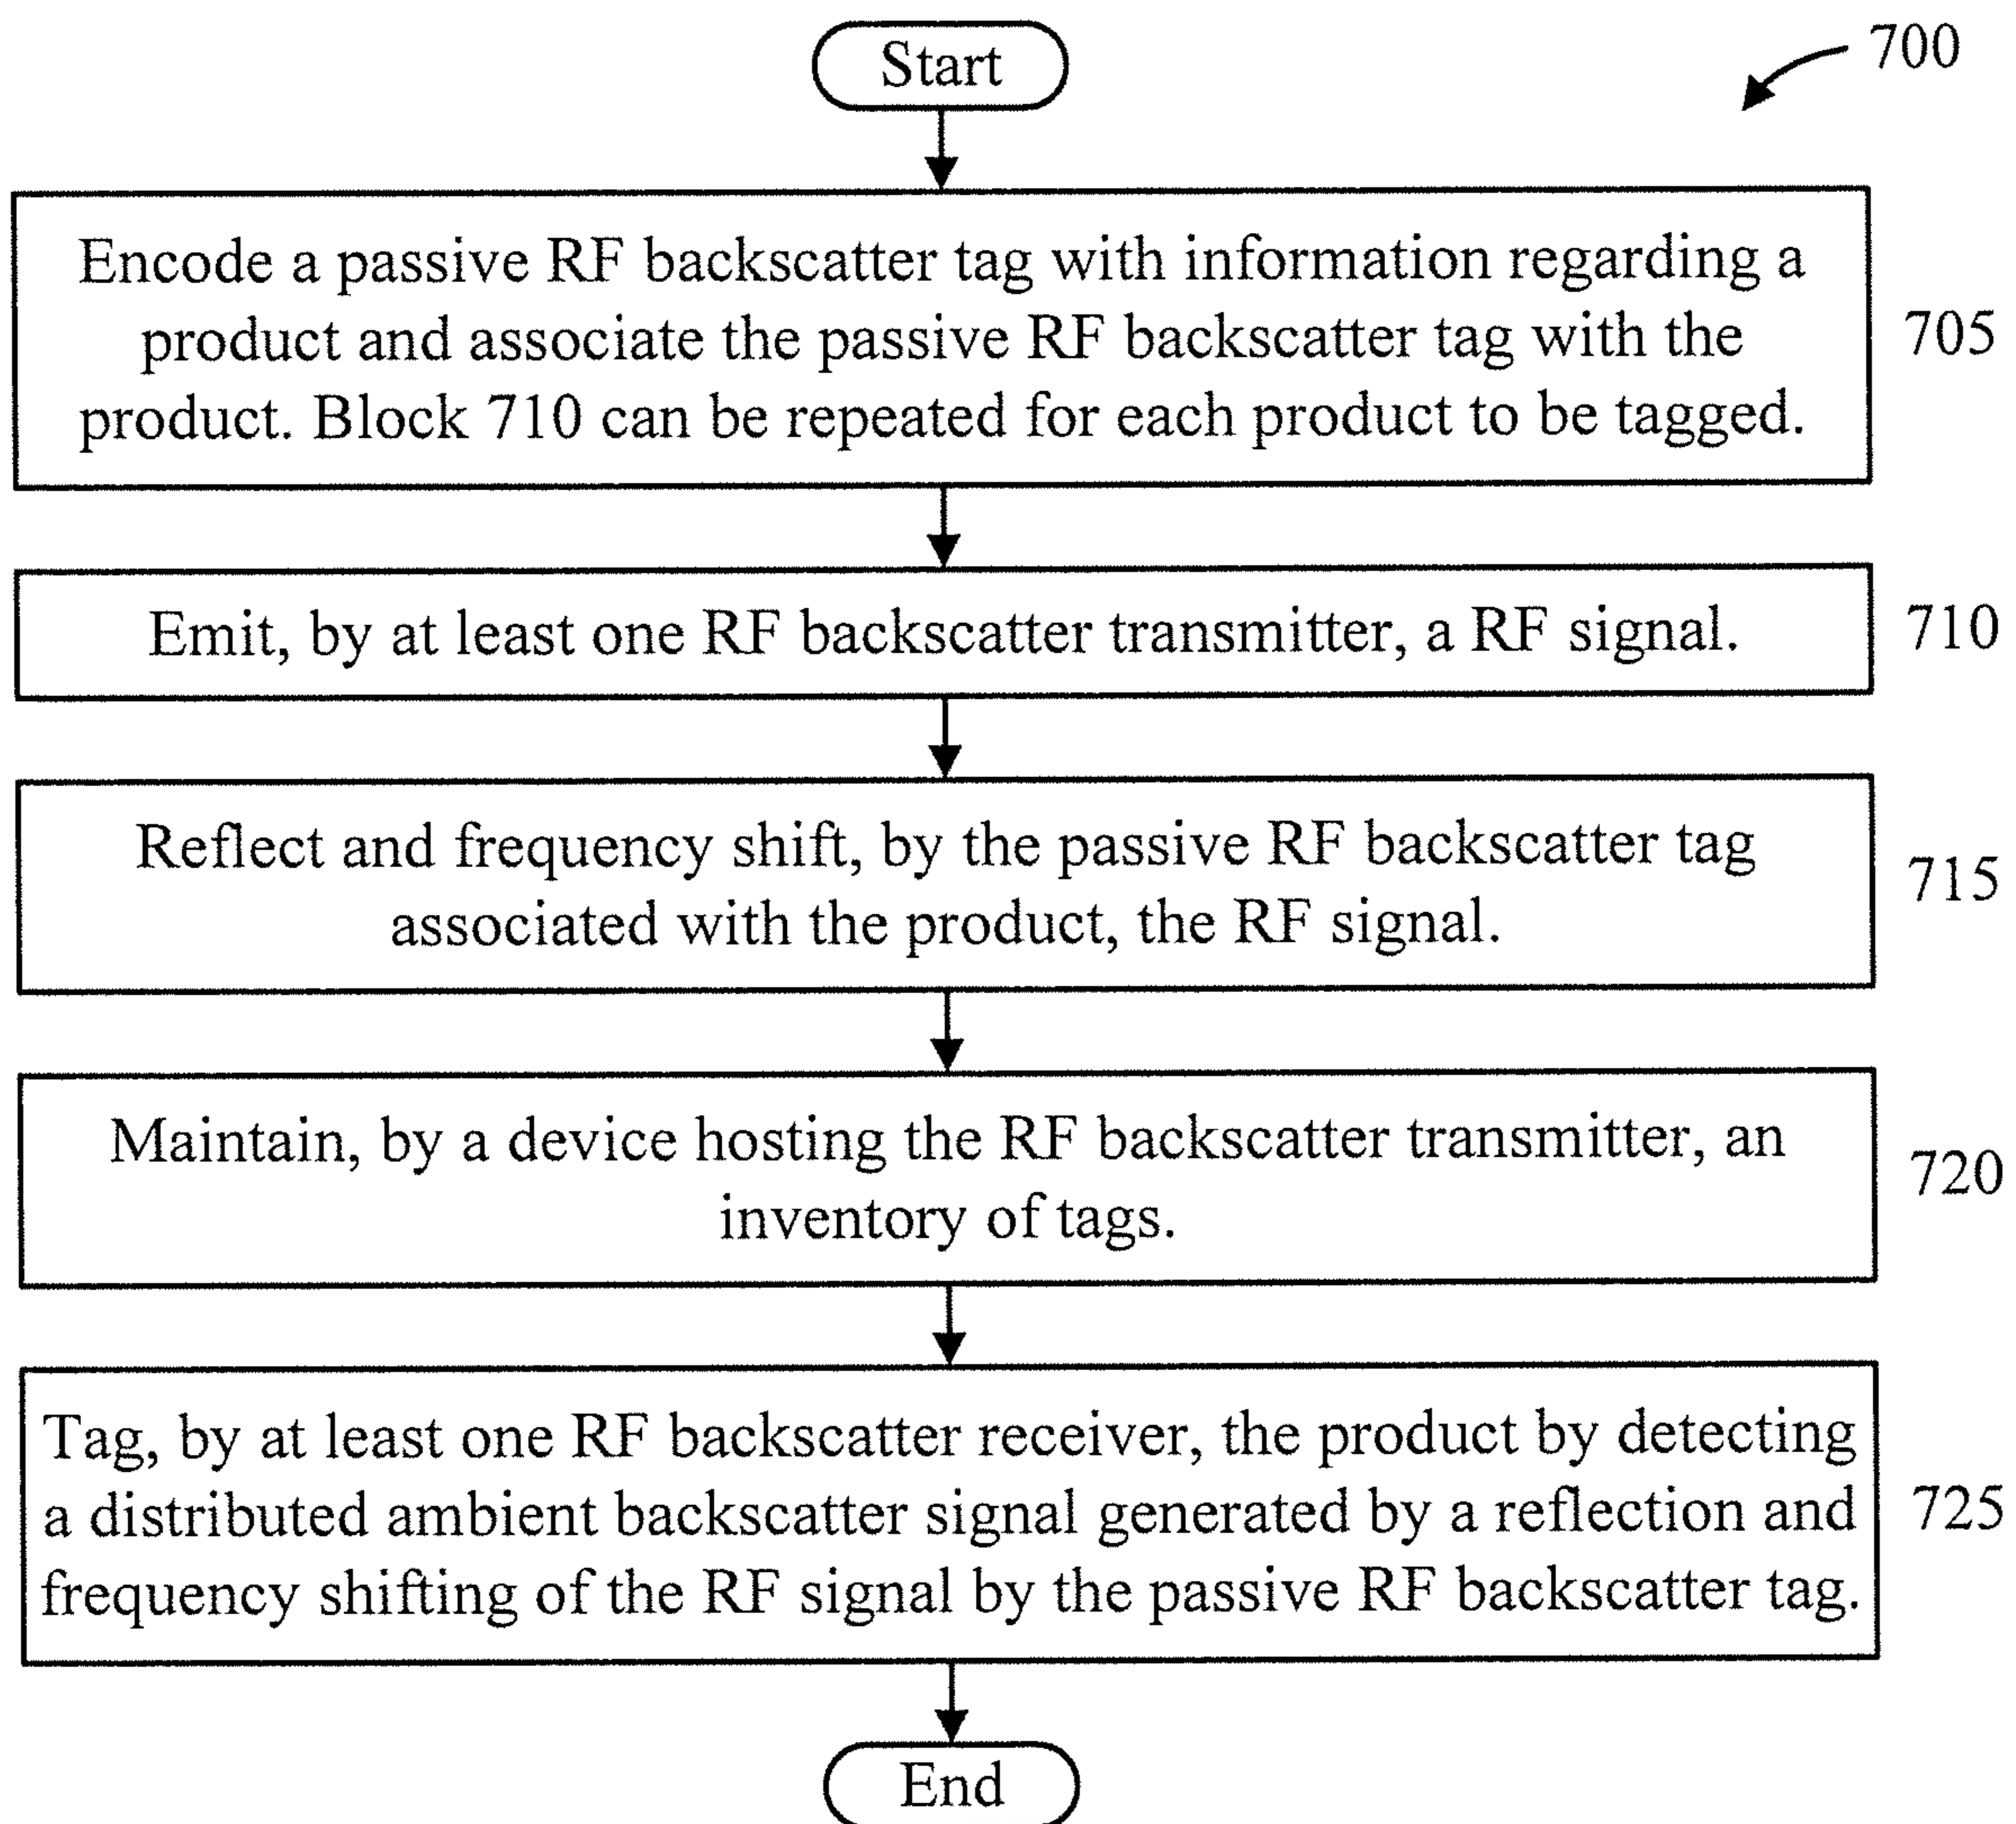 Start
700
Encode a passive RF backscatter tag with information regarding a
product and associate the passive RF backscatter tag with the
product. Block 710 can be repeated for each product to be tagged.
705
Emit, by at least one RF backscatter transmitter, a RF signal.
710
Reflect and frequency shift, by the passive RF backscatter tag
associated with the product, the RF signal.
715
Maintain, by a device hosting the RF backscatter transmitter, an
inventory of tags.
720
Tag, by at least one RF backscatter receiver, the product by detecting
a distributed ambient backscatter signal generated by a reflection and
frequency shifting of the RF signal by the passive RF backscatter tag.
725
End